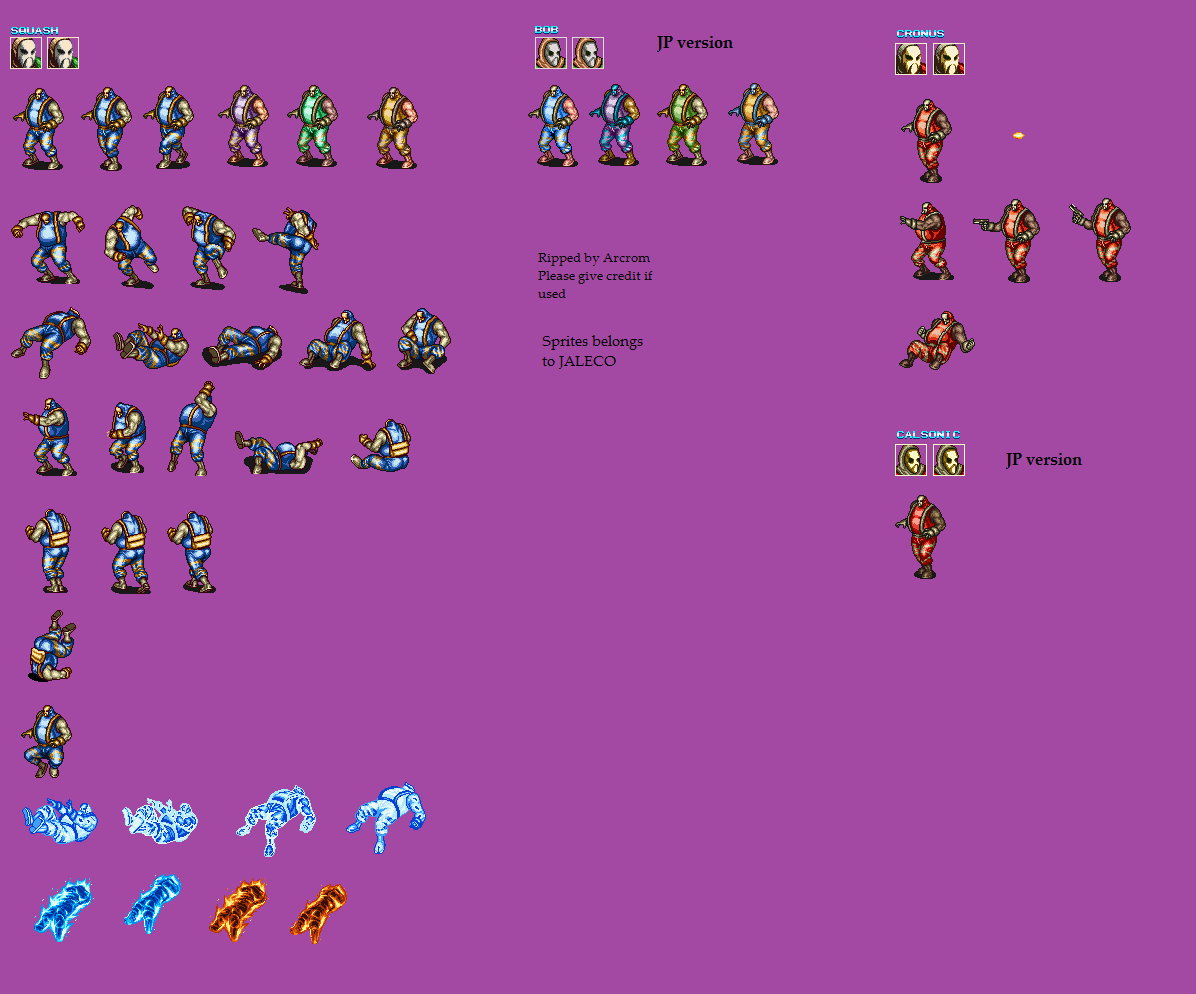 SQUASH
BOB
JP version
CRONUS
Ripped by Arcrom
Please give credit if
used
Sprites belongs
to JALECO
CALSONIC
JP version